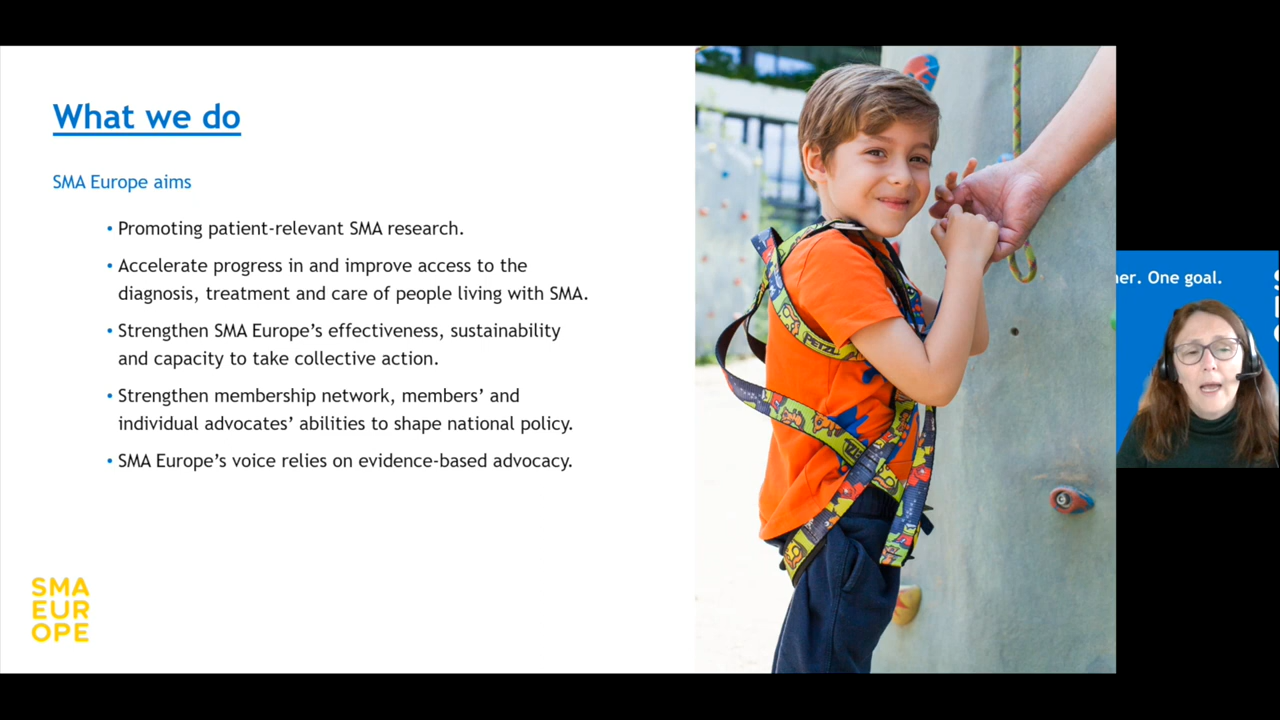 What we do
SMA Europe aims
• Promoting patient-relevant SMA research.
• Accelerate progress in and improve access to the
diagnosis, treatment and care of people living with SMA.
• Strengthen SMA Europe’s effectiveness, sustainability
and capacity to take collective action.
• Strengthen membership network, members’ and
individual advocates’ abilities to shape national policy.
• SMA Europe’s voice relies on evidence-based advocacy.
SMA
EUR
OPE
PETZL
One goal.